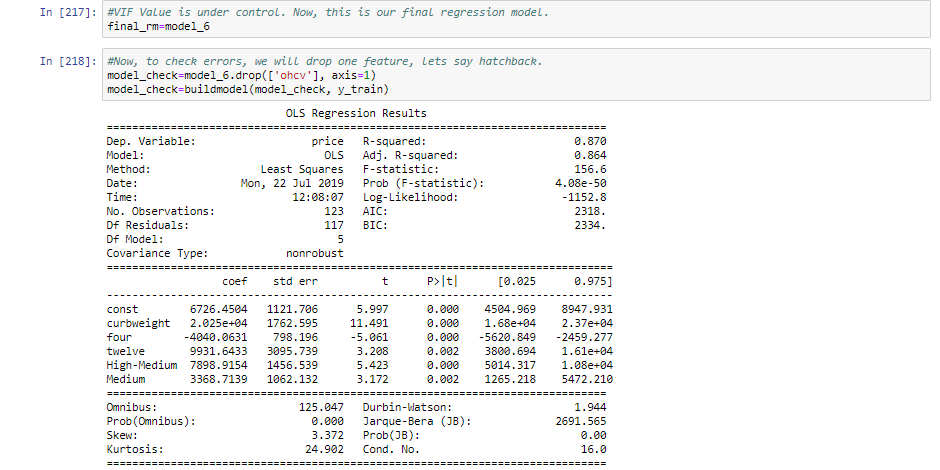 In [217]: #VIF Value is under control. Now, this is our final regression model.
final_rm=model_6
In [218]: #Now, to check errors, we will drop one feature, lets say hatchback.
model_check=model_6.drop(['ohcv'], axis=1)
model_check=buildmodel(model_check, y_train)
OLS Regression Results
==============================================================================
Dep. Variable: price R-squared: 0.870
Model: OLS Adj. R-squared: 0.864
Method: Least Squares F-statistic: 156.6
Date: Mon, 22 Jul 2019 Prob (F-statistic): 4.08e-50
Time: 12:08:07 Log-Likelihood: -1152.8
No. Observations: 123 AIC: 2318.
Df Residuals: 117 BIC: 2334.
Df Model: 5
Covariance Type: nonrobust
===============================================================================
coef std err t P>|t| [0.025 0.975]
-------------------------------------------------------------------------------
const 6726.4504 1121.706 5.997 0.000 4504.969 8947.931
curbweight 2.025e+04 1762.595 11.491 0.000 1.68e+04 2.37e+04
four -4040.0631 798.196 -5.061 0.000 -5620.849 -2459.277
twelve 9931.6433 3095.739 3.208 0.002 3800.694 1.61e+04
High-Medium 7898.9154 1456.539 5.423 0.000 5014.317 1.08e+04
Medium 3368.7139 1062.132 3.172 0.002 1265.218 5472.210
==============================================================================
Omnibus: 125.047 Durbin-Watson: 1.944
Prob(Omnibus): 0.000 Jarque-Bera (JB): 2691.565
Skew: 3.372 Prob(JB): 0.00
Kurtosis: 24.902 Cond. No. 16.0
==============================================================================